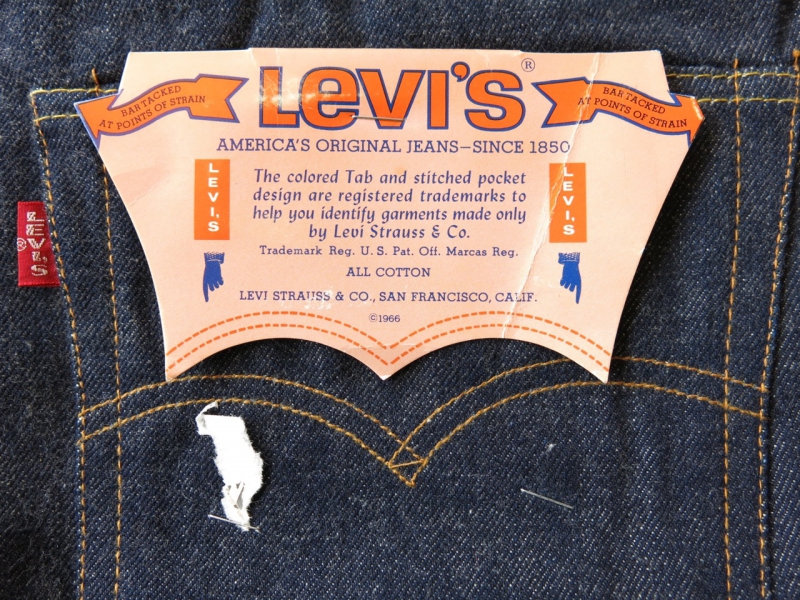 LEVI'S®
BAR TACKED
AT POINTS OF STRAIN
BAR TACKED
AT POINTS OF STRAIN
AMERICA'S ORIGINAL JEANS—SINCE 1850
LEVI'S
The colored Tab and stitched pocket
design are registered trademarks to
help you identify garments made only
by Levi Strauss & Co.
LEVI'S
Trademark Reg. U.S. Pat. Off. Marcas Reg.
ALL COTTON
LEVI STRAUSS & CO., SAN FRANCISCO, CALIF.
©1966
LEVI'S®